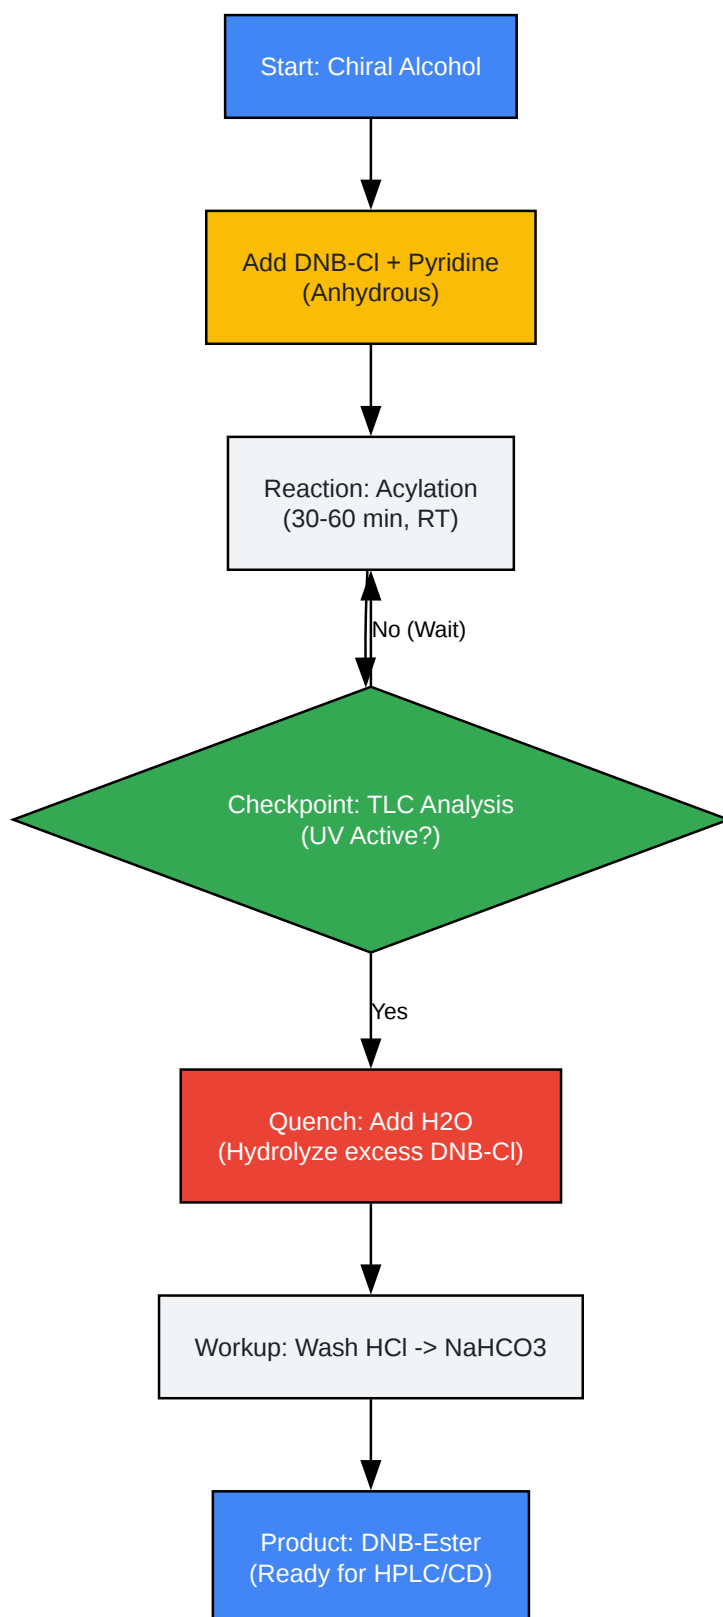 Start: Chiral Alcohol
Add DNB-Cl + Pyridine
(Anhydrous)
Reaction: Acylation
(30-60 min, RT)
No (Wait)
Checkpoint: TLC Analysis
(UV Active?)
Yes
Quench: Add H2O
(Hydrolyze excess DNB-Cl)
Workup: Wash HCl -> NaHCO3
Product: DNB-Ester
(Ready for HPLC/CD)